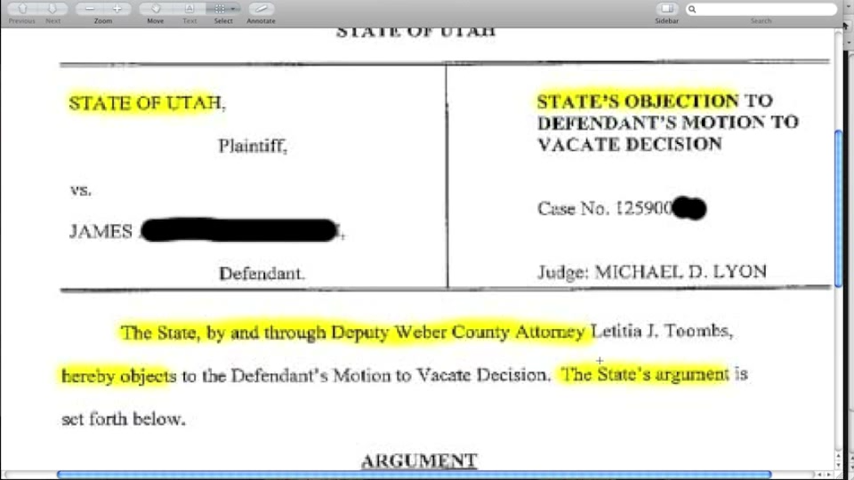 Previous Next Zoom Move Text Select Annotate Sidebar Search
STATE OF UTAH
STATE OF UTAH,
Plaintiff,
vs.
JAMES
Defendant.
STATE'S OBJECTION TO
DEFENDANT'S MOTION TO
VACATE DECISION
Case No. 125900
Judge: MICHAEL D. LYON
The State, by and through Deputy Weber County Attorney Letitia J. Toombs,
hereby objects to the Defendant's Motion to Vacate Decision. The State's argument is
set forth below.
ARGUMENT